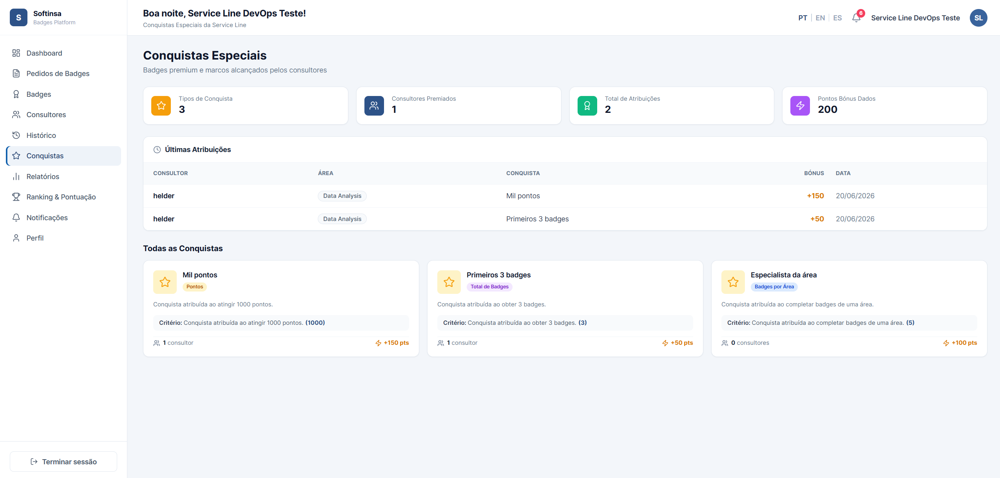 S
Softinsa
Badges Platform
Dashboard
Pedidos de Badges
Badges
Consultores
Histórico
Conquistas
Relatórios
Ranking & Pontuação
Notificações
Perfil
Terminar sessão
Boa noite, Service Line DevOps Teste!
Conquistas Especiais da Service Line
PT EN ES 6 Service Line DevOps Teste SL
Conquistas Especiais
Badges premium e marcos alcançados pelos consultores
Tipos de Conquista
3
Consultores Premiados
1
Total de Atribuições
2
Pontos Bónus Dados
200
Últimas Atribuições
CONSULTOR ÁREA CONQUISTA BÓNUS DATA
helder Data Analysis Mil pontos +150 20/06/2026
helder Data Analysis Primeiros 3 badges +50 20/06/2026
Todas as Conquistas
Mil pontos
Pontos
Conquista atribuída ao atingir 1000 pontos.
Critério: Conquista atribuída ao atingir 1000 pontos. (1000)
1 consultor +150 pts
Primeiros 3 badges
Total de Badges
Conquista atribuída ao obter 3 badges.
Critério: Conquista atribuída ao obter 3 badges. (3)
1 consultor +50 pts
Especialista da área
Badges por Área
Conquista atribuída ao completar badges de uma área.
Critério: Conquista atribuída ao completar badges de uma área. (5)
0 consultores +100 pts